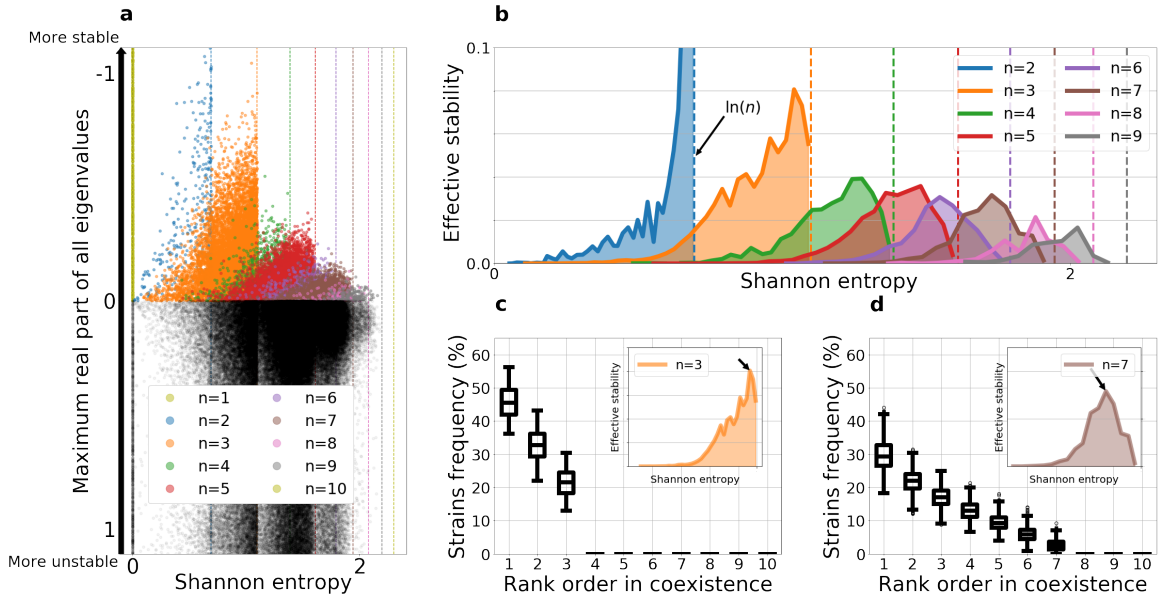 a
More stable
-1
0
1
More unstable
Maximum real part of all eigenvalues
n=1
n=2
n=3
n=4
n=5
n=6
n=7
n=8
n=9
n=10
0
2
Shannon entropy
b
0.1
0.0
Effective stability
ln(n)
n=2
n=3
n=4
n=5
n=6
n=7
n=8
n=9
0
2
Shannon entropy
c
Strains frequency (%)
60
50
40
30
20
10
0
n=3
Effective stability
Shannon entropy
1 2 3 4 5 6 7 8 9 10
Rank order in coexistence
d
Strains frequency (%)
60
50
40
30
20
10
0
n=7
Effective stability
Shannon entropy
1 2 3 4 5 6 7 8 9 10
Rank order in coexistence